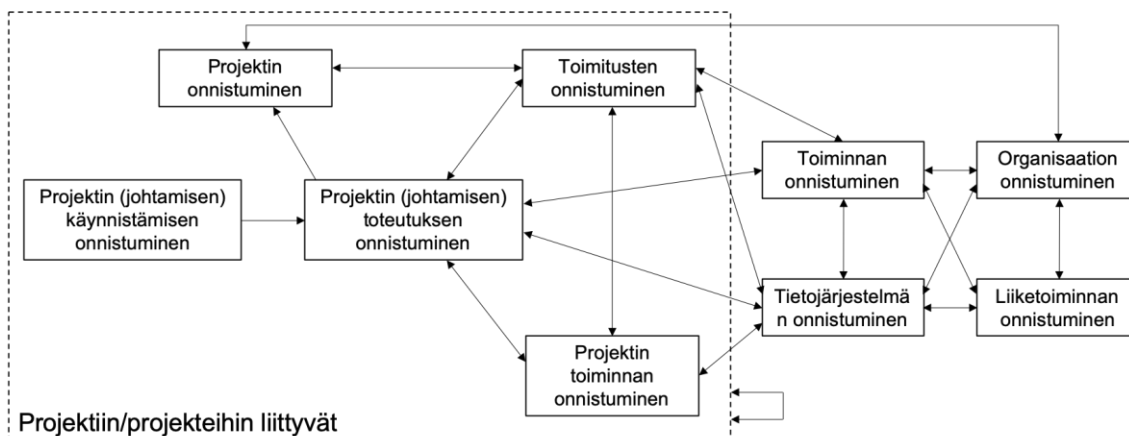 Projektin
onnistuminen
Toimitusten
onnistuminen
Toiminnan
onnistuminen
Organisaation
onnistuminen
Projektin (johtamisen)
käynnistämisen
onnistuminen
Projektin (johtamisen)
toteutuksen
onnistuminen
Tietojärjestelmä
n onnistuminen
Liiketoiminnan
onnistuminen
Projektin
toiminnan
onnistuminen
Projektiin/projekteihin liittyvät